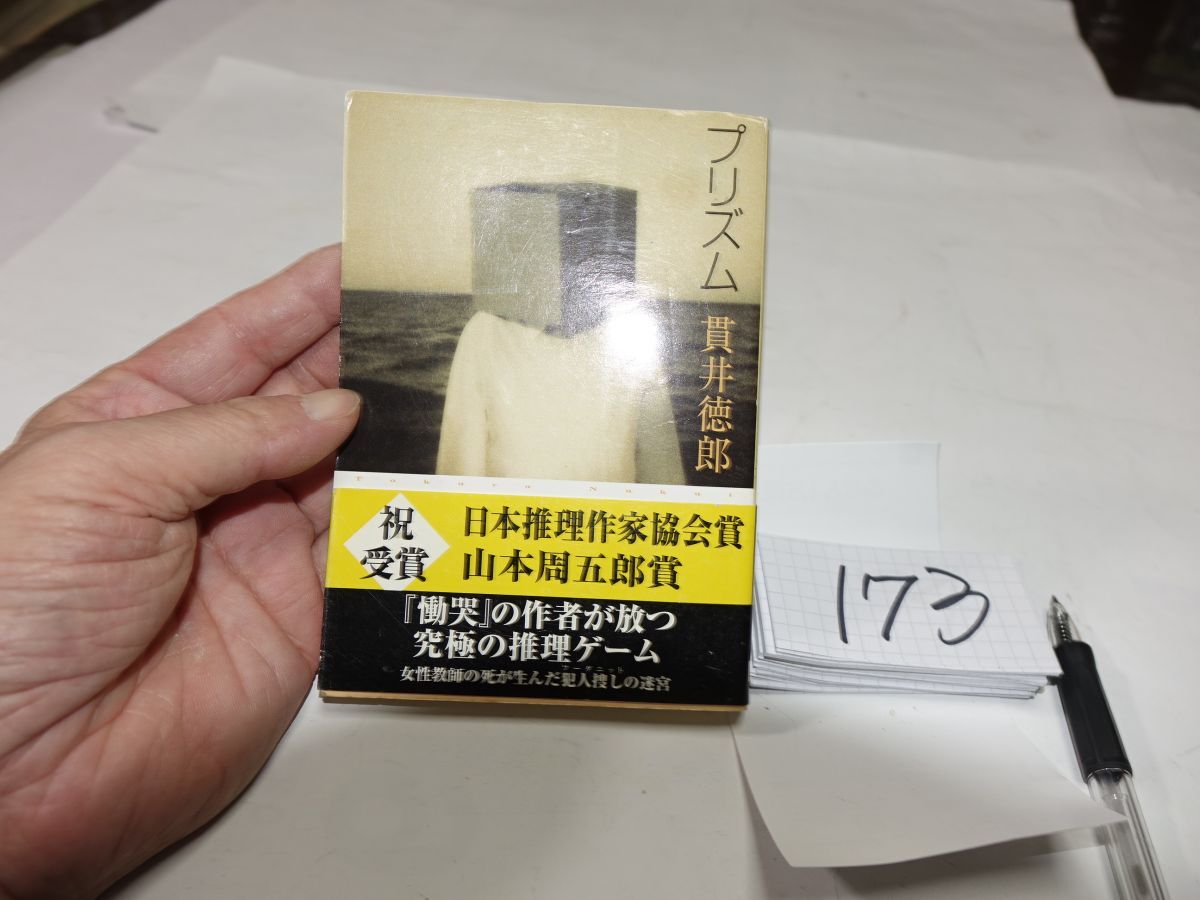 プリズム
貫井徳郎
Tokuro Nukui
祝
受賞
日本推理作家協会賞
山本周五郎賞
『慟哭』の作者が放つ
究極の推理ゲーム
女性教師の死が生んだ犯人捜しの迷宮
173